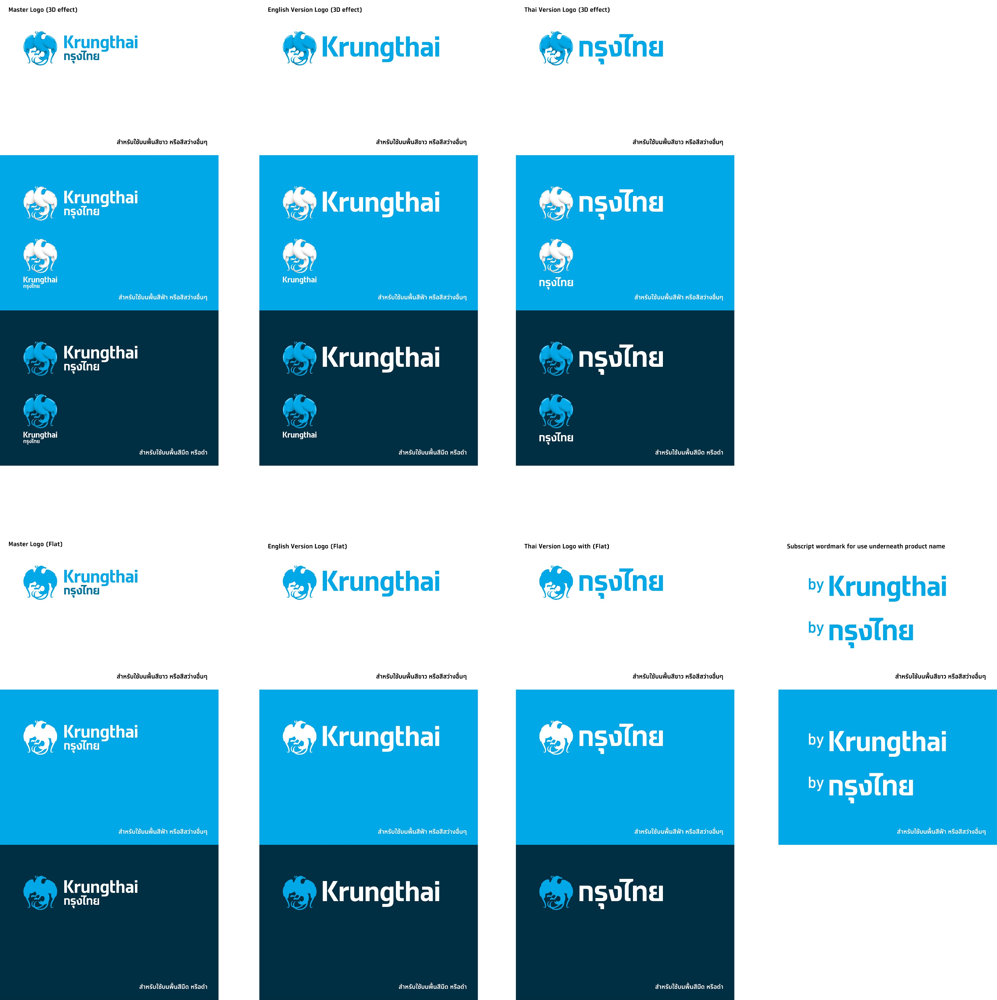 Master Logo (3D effect)
Krungthai
กรุงไทย
สำหรับใช้บนพื้นสีขาว หรือสีสว่างอื่นๆ
Krungthai
กรุงไทย
Krungthai
กรุงไทย
สำหรับใช้บนพื้นสีฟ้า หรือสีสว่างอื่นๆ
Krungthai
กรุงไทย
Krungthai
กรุงไทย
สำหรับใช้บนพื้นสีมืด หรือดำ
English Version Logo (3D effect)
Krungthai
สำหรับใช้บนพื้นสีขาว หรือสีสว่างอื่นๆ
Krungthai
Krungthai
สำหรับใช้บนพื้นสีฟ้า หรือสีสว่างอื่นๆ
Krungthai
Krungthai
สำหรับใช้บนพื้นสีมืด หรือดำ
Thai Version Logo (3D effect)
กรุงไทย
สำหรับใช้บนพื้นสีขาว หรือสีสว่างอื่นๆ
กรุงไทย
กรุงไทย
สำหรับใช้บนพื้นสีฟ้า หรือสีสว่างอื่นๆ
กรุงไทย
กรุงไทย
สำหรับใช้บนพื้นสีมืด หรือดำ
Master Logo (Flat)
Krungthai
กรุงไทย
สำหรับใช้บนพื้นสีขาว หรือสีสว่างอื่นๆ
Krungthai
กรุงไทย
สำหรับใช้บนพื้นสีฟ้า หรือสีสว่างอื่นๆ
Krungthai
กรุงไทย
สำหรับใช้บนพื้นสีมืด หรือดำ
English Version Logo (Flat)
Krungthai
สำหรับใช้บนพื้นสีขาว หรือสีสว่างอื่นๆ
Krungthai
สำหรับใช้บนพื้นสีฟ้า หรือสีสว่างอื่นๆ
Krungthai
สำหรับใช้บนพื้นสีมืด หรือดำ
Thai Version Logo with (Flat)
กรุงไทย
สำหรับใช้บนพื้นสีขาว หรือสีสว่างอื่นๆ
กรุงไทย
สำหรับใช้บนพื้นสีฟ้า หรือสีสว่างอื่นๆ
กรุงไทย
สำหรับใช้บนพื้นสีมืด หรือดำ
Subscript wordmark for use underneath product name
by Krungthai
by กรุงไทย
สำหรับใช้บนพื้นสีขาว หรือสีสว่างอื่นๆ
by Krungthai
by กรุงไทย
สำหรับใช้บนพื้นสีฟ้า หรือสีสว่างอื่นๆ